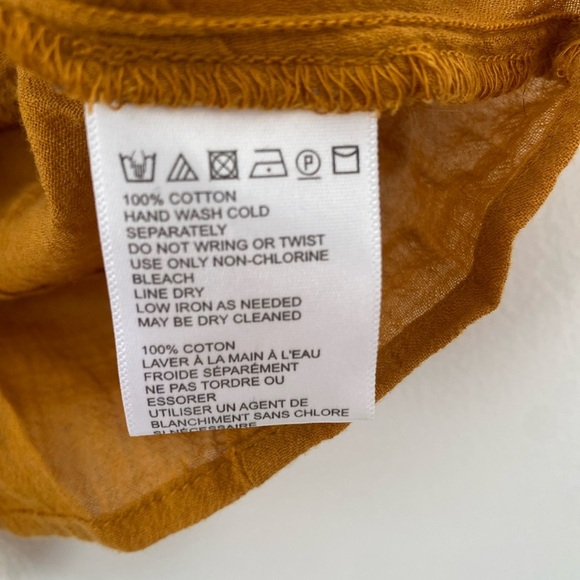 P
100% COTTON
HAND WASH COLD
SEPARATELY
DO NOT WRING OR TWIST
USE ONLY NON-CHLORINE
BLEACH
LINE DRY
LOW IRON AS NEEDED
MAY BE DRY CLEANED
100% COTON
LAVER À LA MAIN À L'EAU
FROIDE SÉPARÉMENT
NE PAS TORDRE OU
ESSORER
UTILISER UN AGENT DE
BLANCHIMENT SANS CHLORE
SI NÉCESSAIRE